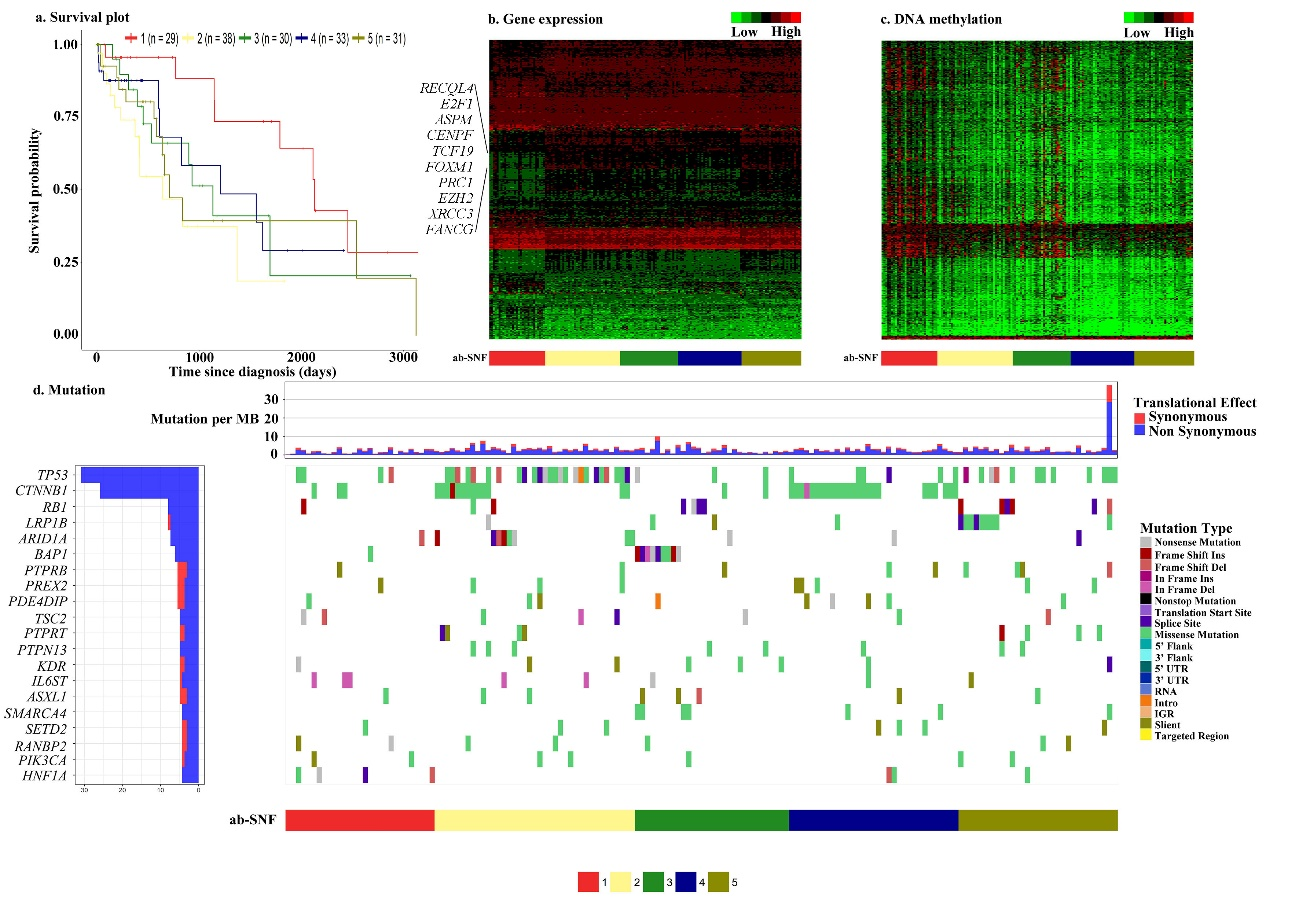 a. Survival plot
1 (n = 29) 2 (n = 38) 3 (n = 30) 4 (n = 33) 5 (n = 31)
1.00
0.75
0.50
0.25
0.00
Survival probability
0 1000 2000 3000
Time since diagnosis (days)
b. Gene expression
Low High
RECQL4
E2F1
ASPM
CENPF
TCF19
FOXM1
PRC1
EZH2
XRCC3
FANCG
ab-SNF
c. DNA methylation
Low High
ab-SNF
d. Mutation
Mutation per MB
30
20
10
0
Translational Effect
Synonymous
Non Synonymous
TP53
CTNNB1
RB1
LRP1B
ARID1A
BAP1
PTPRB
PREX2
PDE4DIP
TSC2
PTPRT
PTPN13
KDR
IL6ST
ASXL1
SMARCA4
SETD2
RANBP2
PIK3CA
HNF1A
30 20 10 0
Mutation Type
Nonsense Mutation
Frame Shift Ins
Frame Shift Del
In Frame Ins
In Frame Del
Nonstop Mutation
Translation Start Site
Splice Site
Missense Mutation
5' Flank
3' Flank
5' UTR
3' UTR
RNA
Intro
IGR
Slient
Targeted Region
ab-SNF
1 2 3 4 5